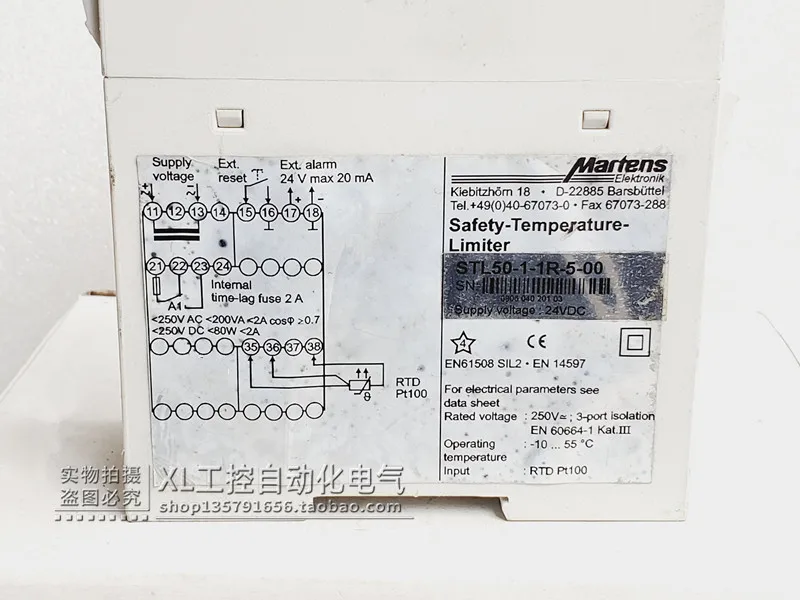 Supply voltage
Ext. reset
Ext. alarm
24 V max 20 mA
11 12 13 14 15 16 17 18
21 22 23 24
A1
Internal
time-lag fuse 2 A
<250V AC <200VA <2A cosφ ≥0.7
<250V DC <80W <2A
35 36 37 38
RTD
Pt100
ϑ
Martens
Elektronik
Kiebitzhörn 18 • D-22885 Barsbüttel
Tel.+49(0)40-67073-0 • Fax 67073-288
Safety-Temperature-
Limiter
STL50-1-1R-5-00
SN:
0906 040 201 03
Supply voltage : 24VDC
4
CE
EN61508 SIL2 • EN 14597
For electrical parameters see
data sheet
Rated voltage : 250V≂; 3-port isolation
EN 60664-1 Kat.III
Operating : -10 ... 55 °C
temperature
Input : RTD Pt100
实物拍摄
盗图必究
XL工控自动化电气
shop135791656.taobao.com